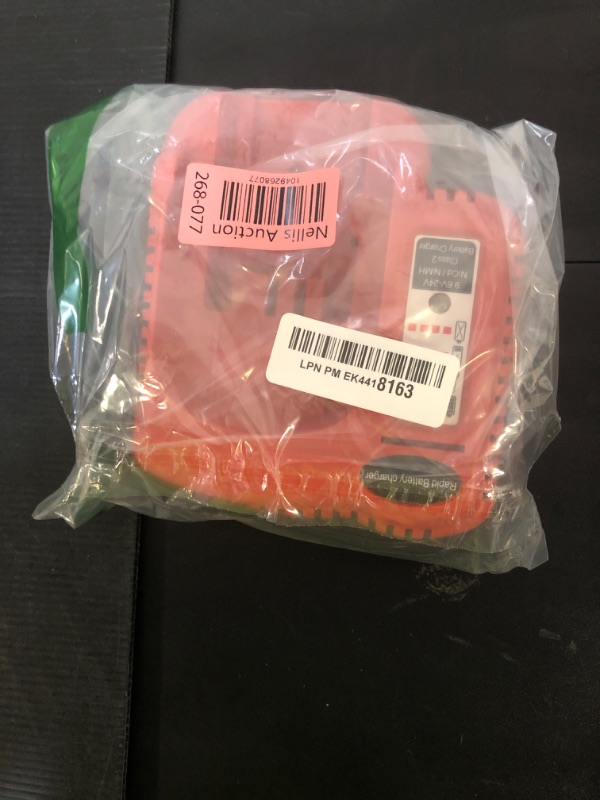 268-077
1049268077
Nellis Auction
9.6V-24V
NiCd / NiMH
Class 2
Battery Charger
LPN PM EK4418163
Rapid Battery charger